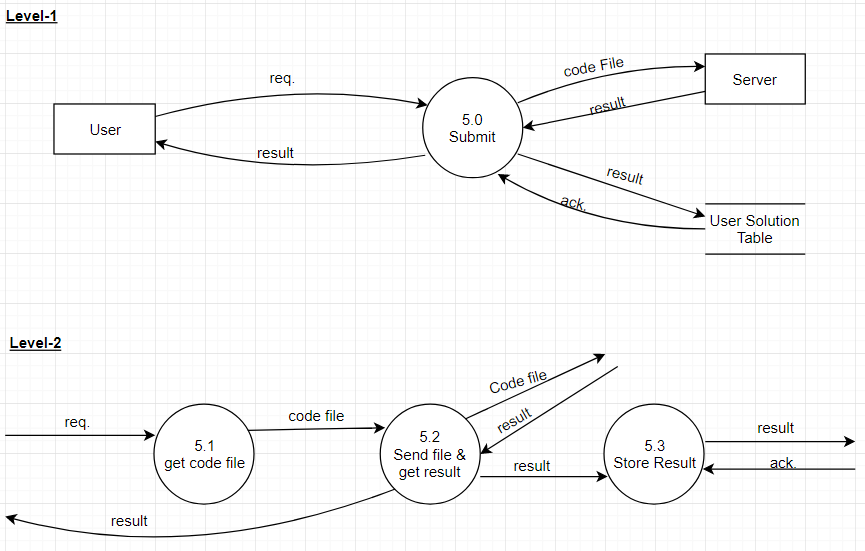 Level-1
req.
code File
User
5.0
Submit
Server
result
result
result
ack.
User Solution
Table
Level-2
req.
code file
Code file
result
5.1
get code file
5.2
Send file &
get result
result
5.3
Store Result
result
ack.
result